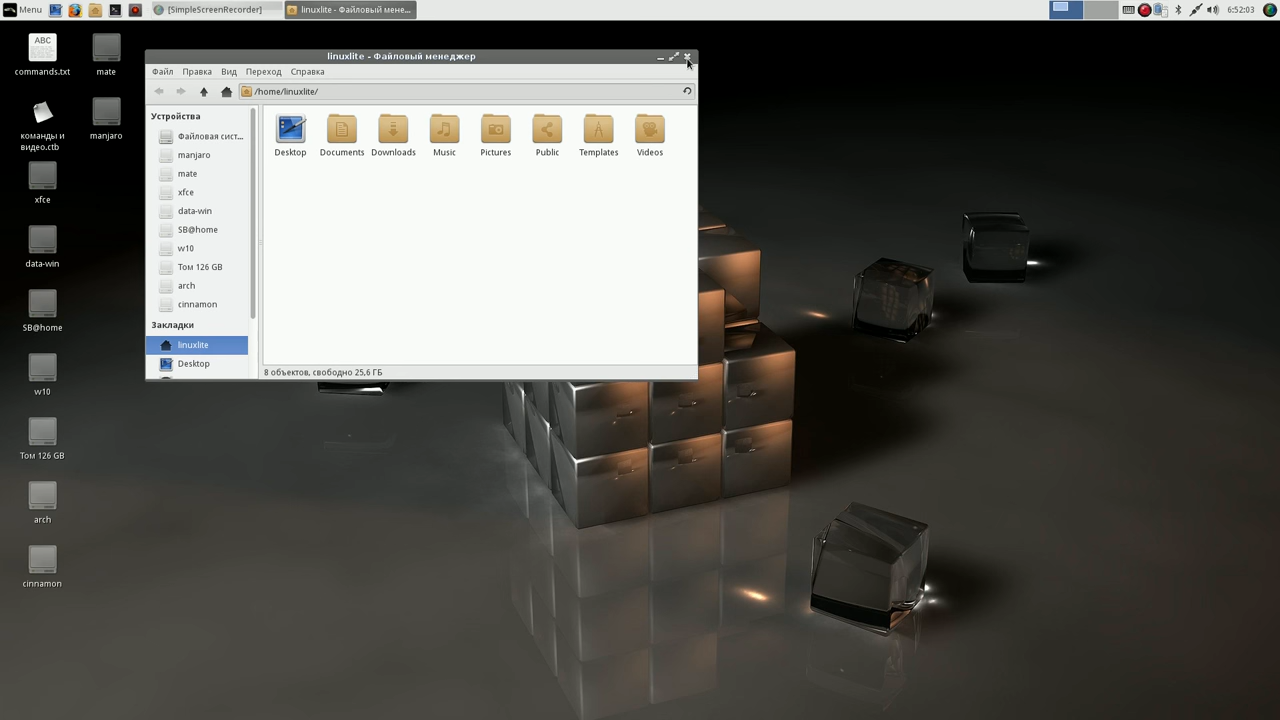 Menu
[SimpleScreenRecorder]
linuxlite - Файловый мене...
6:52:03
ABC
commands.txt
mate
команды и
видео.ctb
manjaro
xfce
data-win
SB@home
w10
Том 126 GB
arch
cinnamon
linuxlite - Файловый менеджер
Файл
Правка
Вид
Переход
Справка
/home/linuxlite/
Устройства
Файловая сист...
manjaro
mate
xfce
data-win
SB@home
w10
Том 126 GB
arch
cinnamon
Закладки
linuxlite
Desktop
Desktop
Documents
Downloads
Music
Pictures
Public
Templates
Videos
8 объектов, свободно 25,6 ГБ